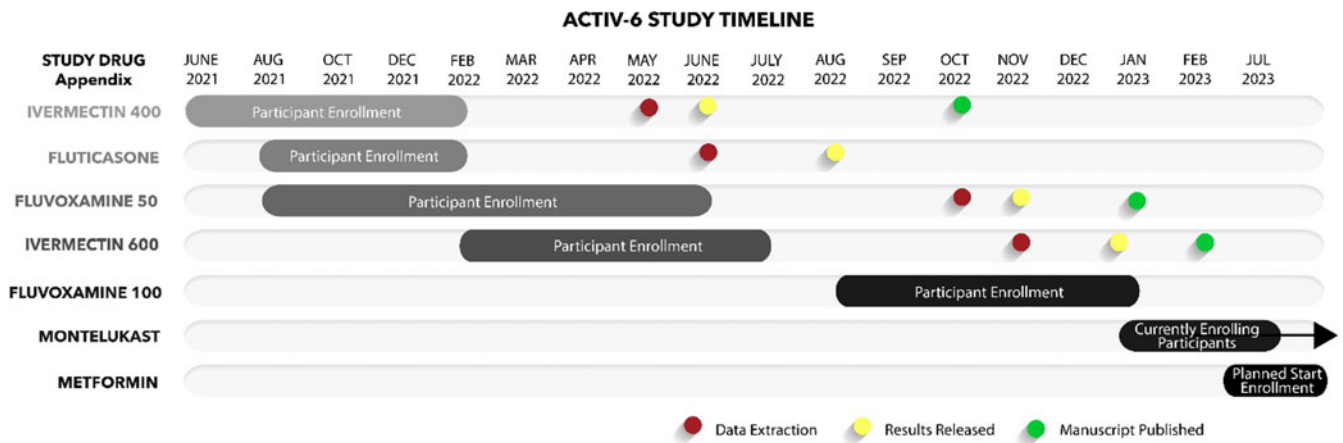 ACTIV-6 STUDY TIMELINE
STUDY DRUG
Appendix
JUNE
2021
AUG
2021
OCT
2021
DEC
2021
FEB
2022
MAR
2022
APR
2022
MAY
2022
JUNE
2022
JULY
2022
AUG
2022
SEP
2022
OCT
2022
NOV
2022
DEC
2022
JAN
2023
FEB
2023
JUL
2023
IVERMECTIN 400
Participant Enrollment
FLUTICASONE
Participant Enrollment
FLUVOXAMINE 50
Participant Enrollment
IVERMECTIN 600
Participant Enrollment
FLUVOXAMINE 100
Participant Enrollment
MONTELUKAST
Currently Enrolling
Participants
METFORMIN
Planned Start
Enrollment
Data Extraction
Results Released
Manuscript Published